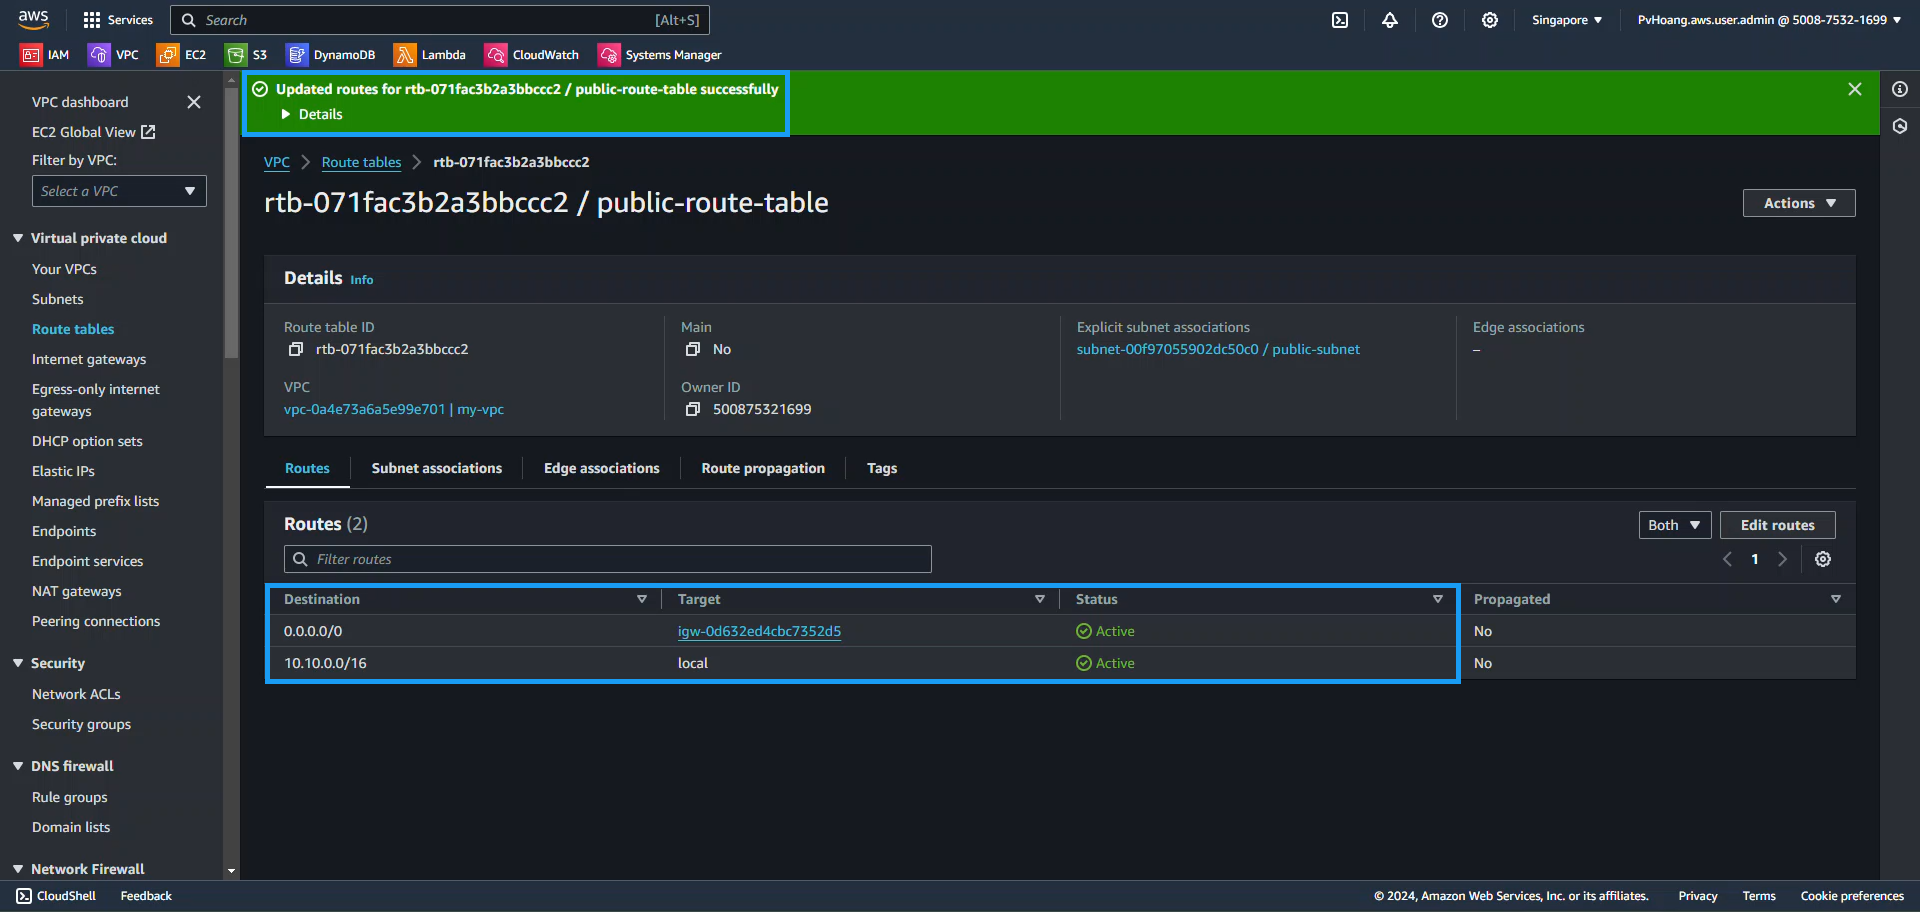 aws
Services
Search
[Alt+S]
Singapore
PvHoang.aws.user.admin @ 5008-7532-1699
IAM
VPC
EC2
S3
DynamoDB
Lambda
CloudWatch
Systems Manager
VPC dashboard
EC2 Global View
Filter by VPC:
Select a VPC
Virtual private cloud
Your VPCs
Subnets
Route tables
Internet gateways
Egress-only internet
gateways
DHCP option sets
Elastic IPs
Managed prefix lists
Endpoints
Endpoint services
NAT gateways
Peering connections
Security
Network ACLs
Security groups
DNS firewall
Rule groups
Domain lists
Network Firewall
Updated routes for rtb-071fac3b2a3bbccc2 / public-route-table successfully
Details
VPC
Route tables
rtb-071fac3b2a3bbccc2
rtb-071fac3b2a3bbccc2 / public-route-table
Actions
Details Info
Route table ID
rtb-071fac3b2a3bbccc2
Main
No
Explicit subnet associations
subnet-00f97055902dc50c0 / public-subnet
Edge associations
–
VPC
vpc-0a4e73a6a5e99e701 | my-vpc
Owner ID
500875321699
Routes
Subnet associations
Edge associations
Route propagation
Tags
Routes (2)
Both
Edit routes
Filter routes
1
Destination
Target
Status
Propagated
0.0.0.0/0
igw-0d632ed4cbc7352d5
Active
No
10.10.0.0/16
local
Active
No
CloudShell
Feedback
© 2024, Amazon Web Services, Inc. or its affiliates.
Privacy
Terms
Cookie preferences